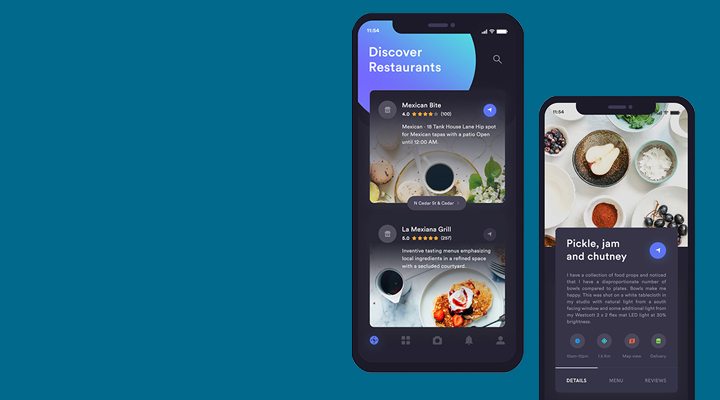 11:54
Discover
Restaurants
Mexican Bite
4.0 (100)
Mexican · 18 Tank House Lane Hip spot
for Mexican tapas with a patio Open
until 12:00 AM.
N Cedar St & Cedar
La Mexiana Grill
5.0 (257)
Inventive tasting menus emphasizing
local ingredients in a refined space
with a secluded courtyard.
11:54
Pickle, jam
and chutney
I have a collection of food props and noticed
that I have a disproportionate number of
bowls compared to plates. Bowls make me
happy. This was shot on a white tablecloth in
my studio with natural light from a south
facing window and some additional light from
my Westcott 2 x 2 flex mat LED light at 30%
brightness.
Map view
Delivery
DETAILS
MENU
REVIEWS